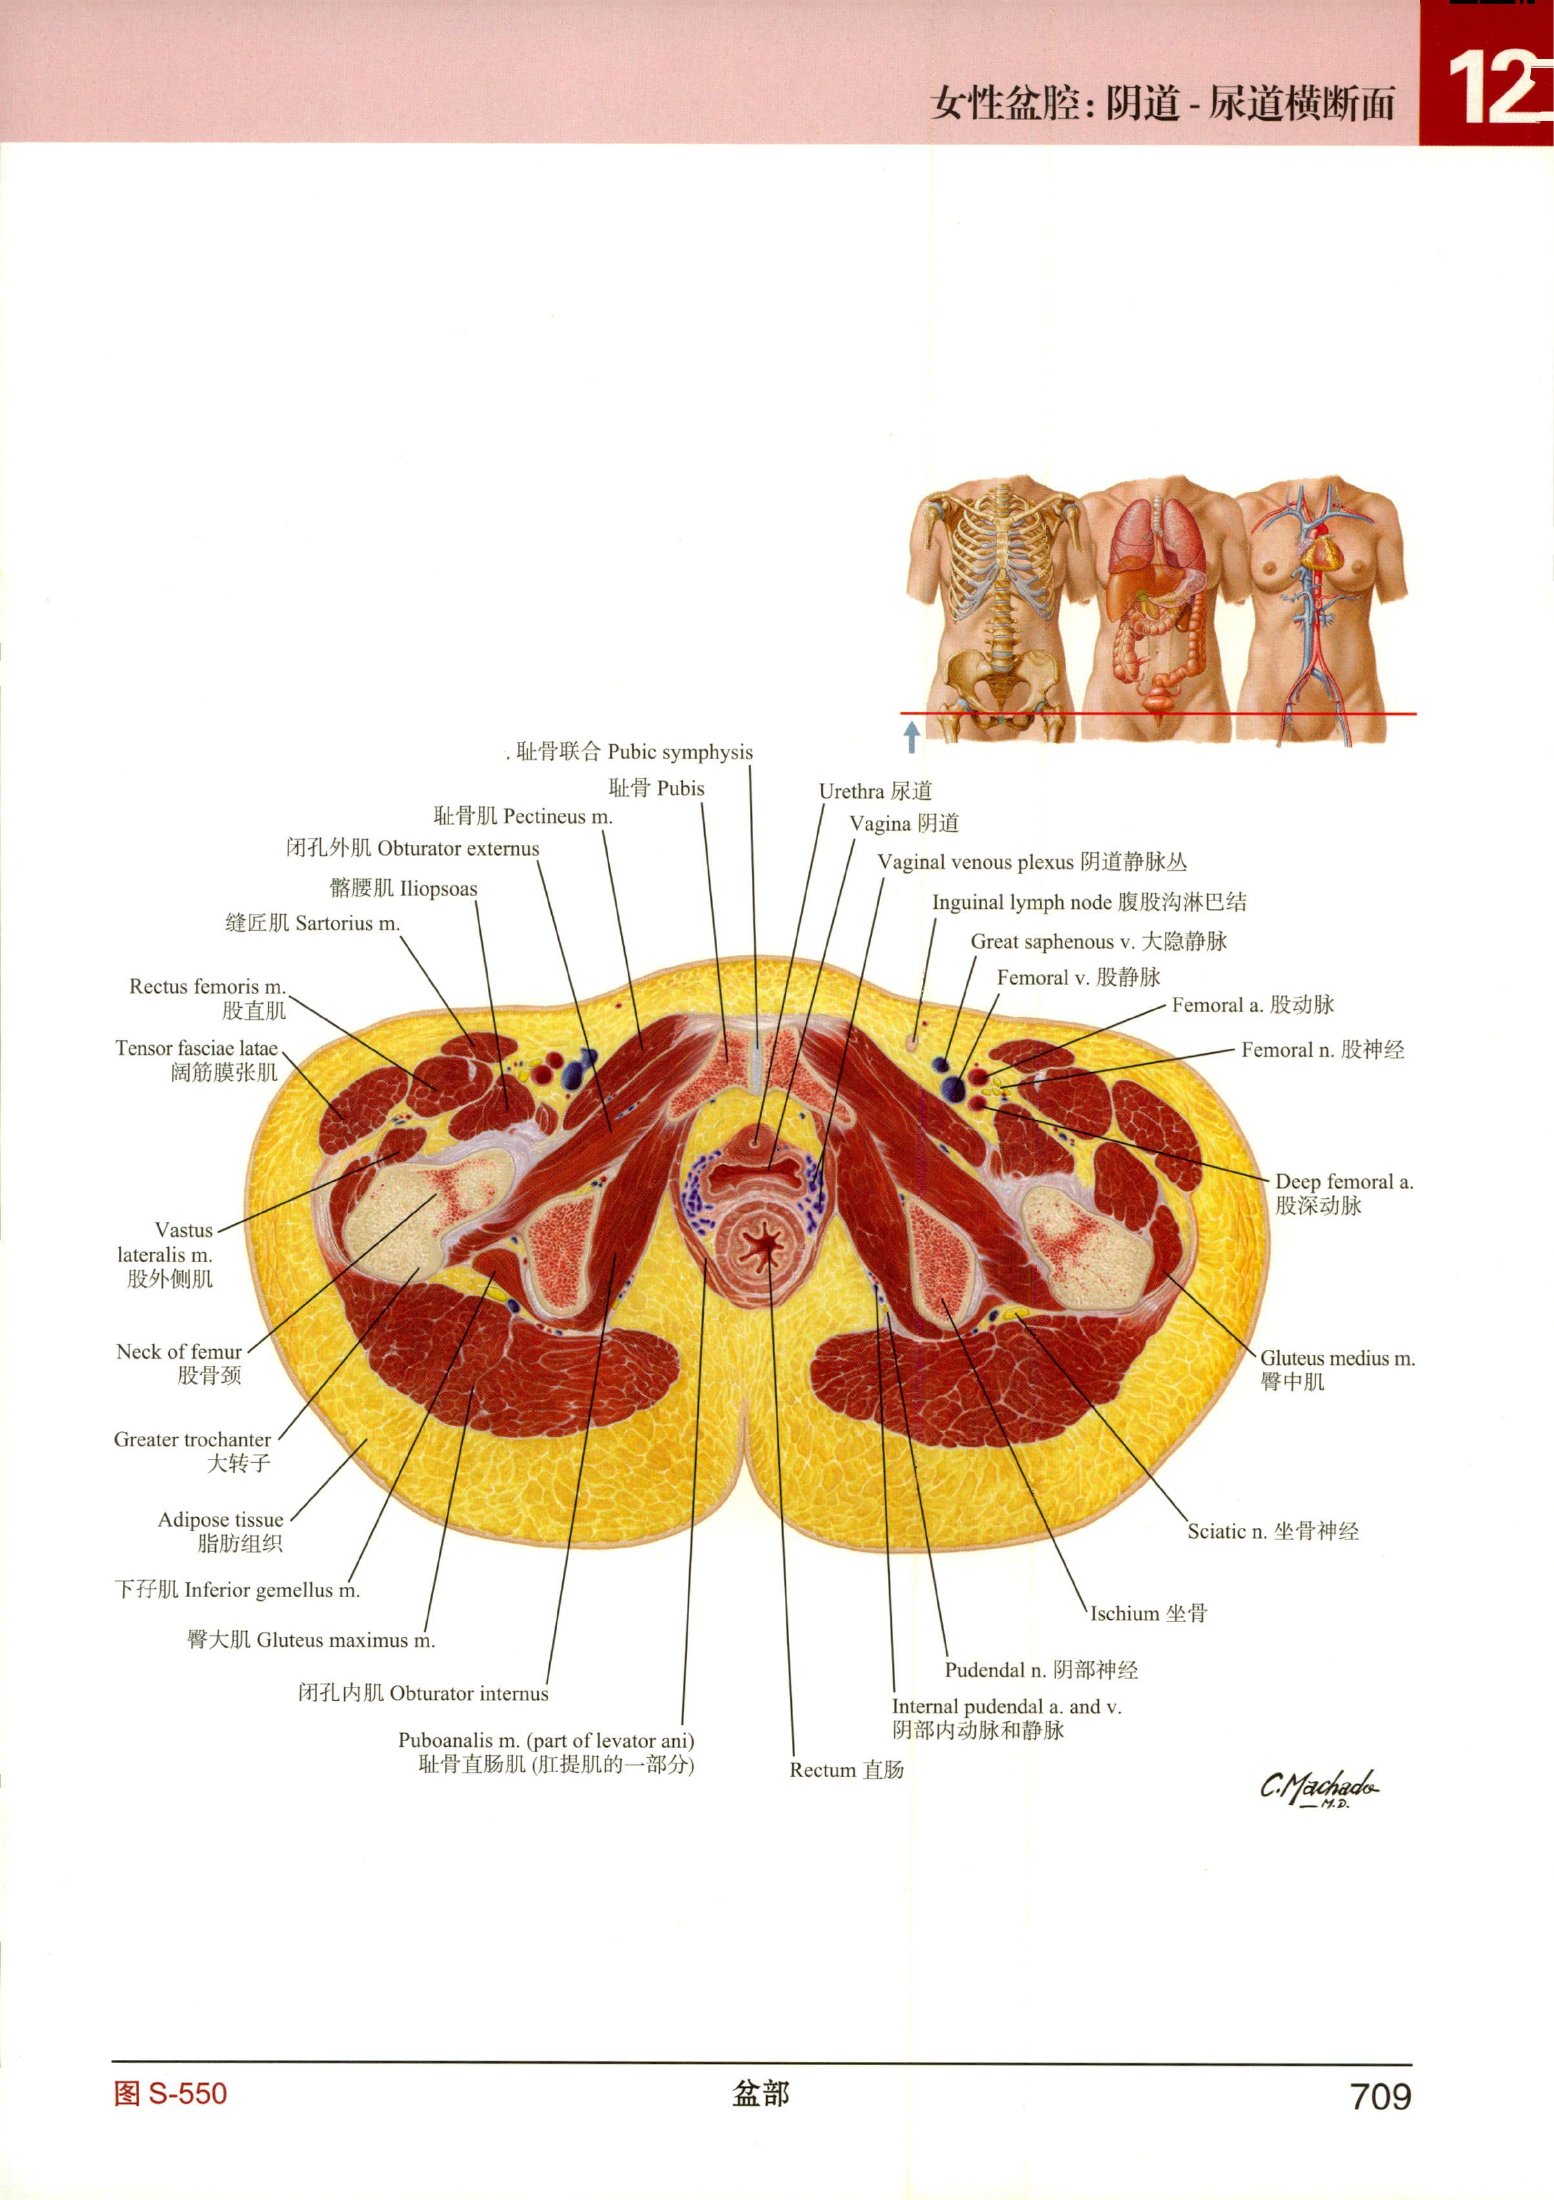 女性盆腔：阴道 - 尿道横断面
12
耻骨联合 Pubic symphysis
耻骨 Pubis
耻骨肌 Pectineus m.
闭孔外肌 Obturator externus
髂腰肌 Iliopsoas
缝匠肌 Sartorius m.
Rectus femoris m.
股直肌
Tensor fasciae latae
阔筋膜张肌
Vastus
lateralis m.
股外侧肌
Neck of femur
股骨颈
Greater trochanter
大转子
Adipose tissue
脂肪组织
下孖肌 Inferior gemellus m.
臀大肌 Gluteus maximus m.
闭孔内肌 Obturator internus
Puboanalis m. (part of levator ani)
耻骨直肠肌 (肛提肌的一部分)
Urethra 尿道
Vagina 阴道
Vaginal venous plexus 阴道静脉丛
Inguinal lymph node 腹股沟淋巴结
Great saphenous v. 大隐静脉
Femoral v. 股静脉
Femoral a. 股动脉
Femoral n. 股神经
Deep femoral a.
股深动脉
Gluteus medius m.
臀中肌
Sciatic n. 坐骨神经
Ischium 坐骨
Pudendal n. 阴部神经
Internal pudendal a. and v.
阴部内动脉和静脉
Rectum 直肠
C. Machado
M.D.
图 S-550
盆部
709